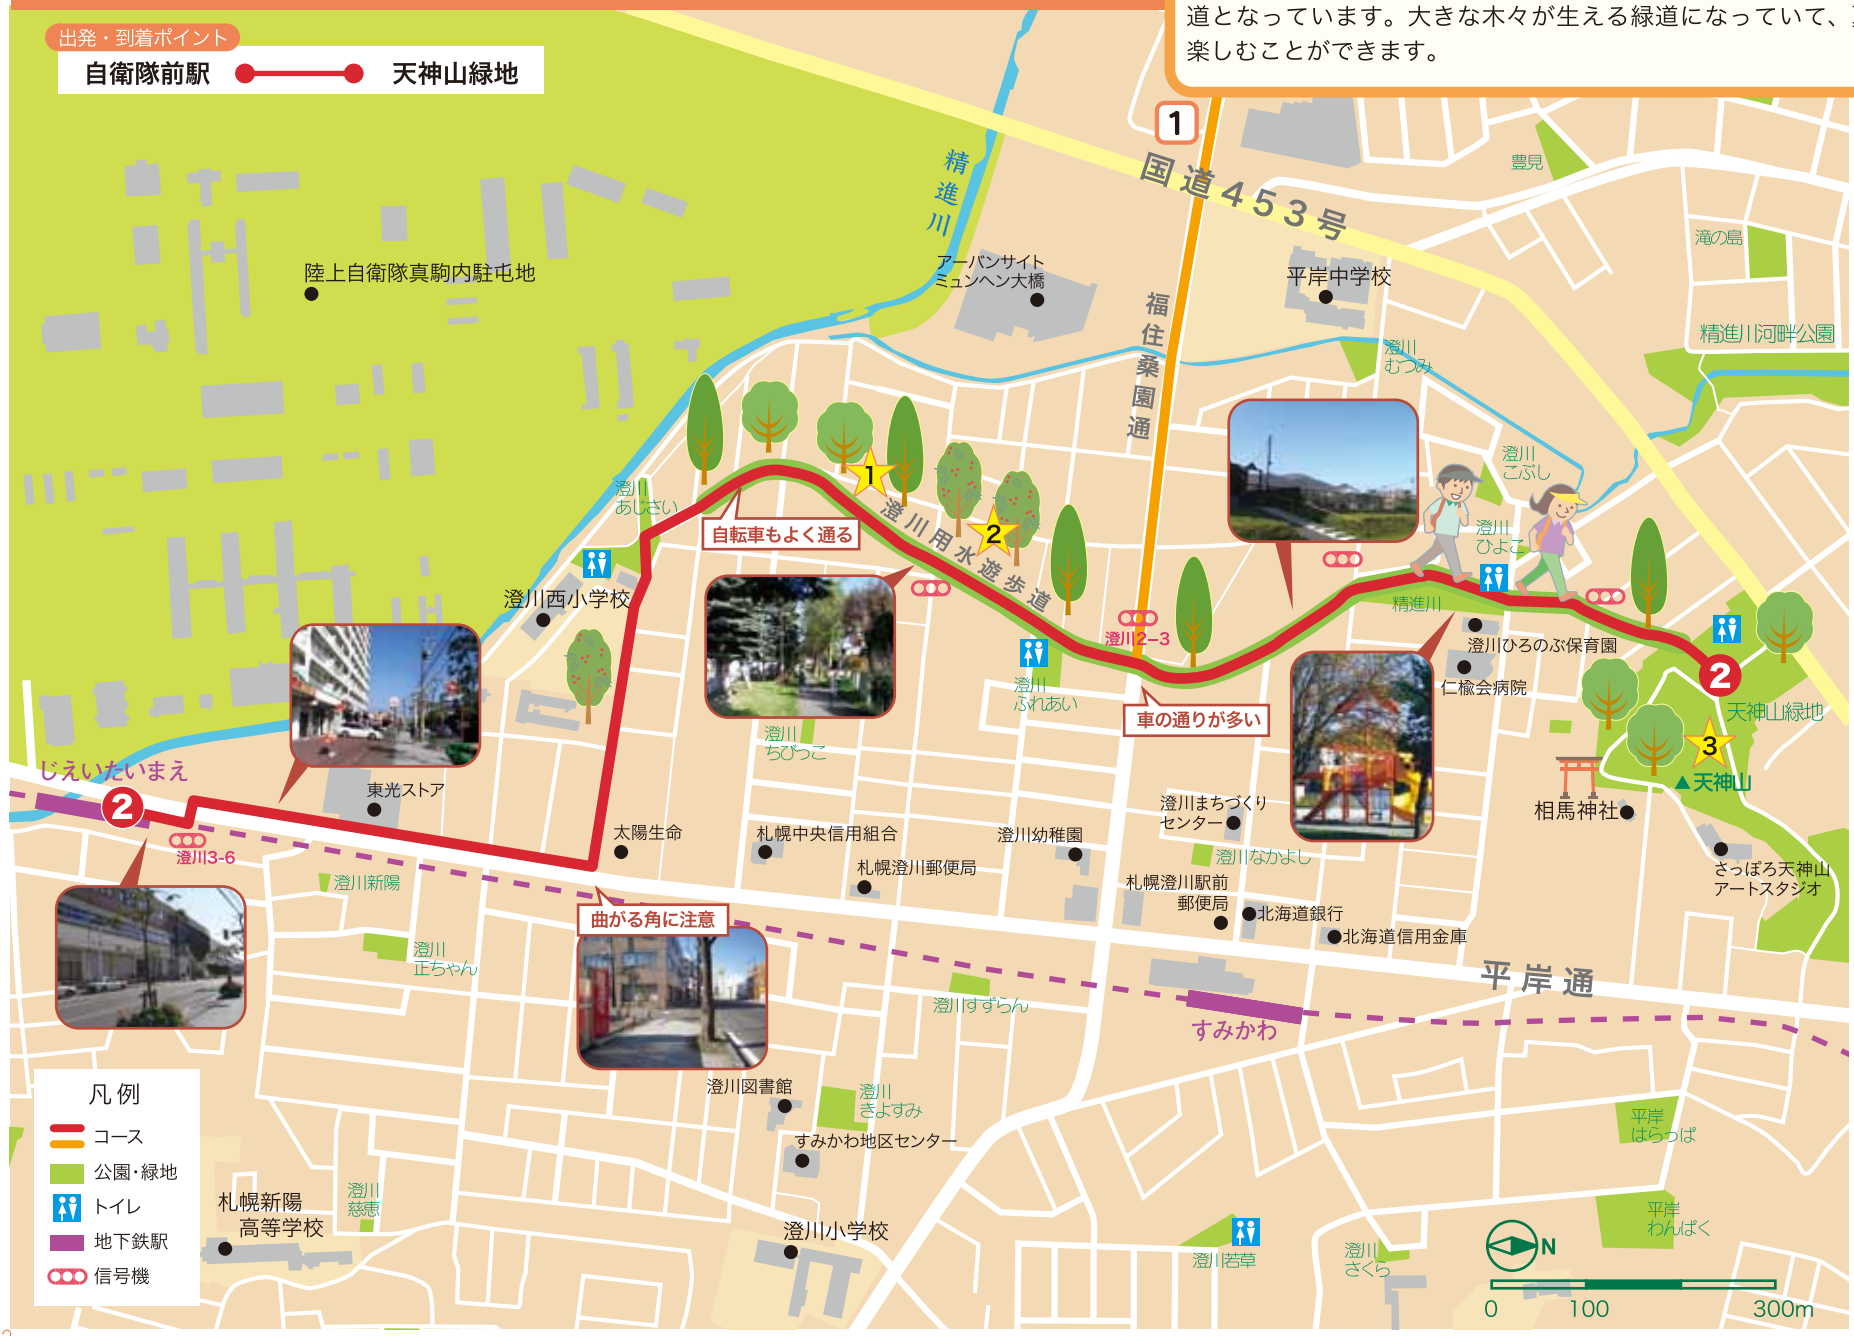 道となっています。大きな木々が生える緑道になっていて、
楽しむことができます。
出発・到着ポイント
自衛隊前駅
天神山緑地
1
国道453号
精進川
豊見
滝の島
陸上自衛隊真駒内駐屯地
アーバンサイト
ミュンヘン大橋
平岸中学校
福住桑園通
精進川河畔公園
澄川
むつみ
澄川
こぶし
澄川
あじさい
1
自転車もよく通る
澄川用水遊歩道
2
澄川
ひよこ
澄川西小学校
精進川
澄川2-3
澄川ひろのぶ保育園
仁楡会病院
2
天神山緑地
澄川
ふれあい
車の通りが多い
澄川
ちびっこ
3
▲天神山
じえいたいまえ
2
東光ストア
澄川3-6
太陽生命
札幌中央信用組合
札幌澄川郵便局
澄川幼稚園
澄川まちづくり
センター
澄川なかよし
相馬神社
さっぽろ天神山
アートスタジオ
澄川新陽
札幌澄川駅前
郵便局
北海道銀行
北海道信用金庫
曲がる角に注意
澄川
正ちゃん
澄川すずらん
平岸通
すみかわ
澄川図書館
澄川
きよすみ
すみかわ地区センター
平岸
はらっぱ
凡例
コース
公園・緑地
トイレ
地下鉄駅
信号機
札幌新陽
高等学校
澄川
慈恵
澄川小学校
澄川若草
澄川
さくら
平岸
わんぱく
N
0
100
300m